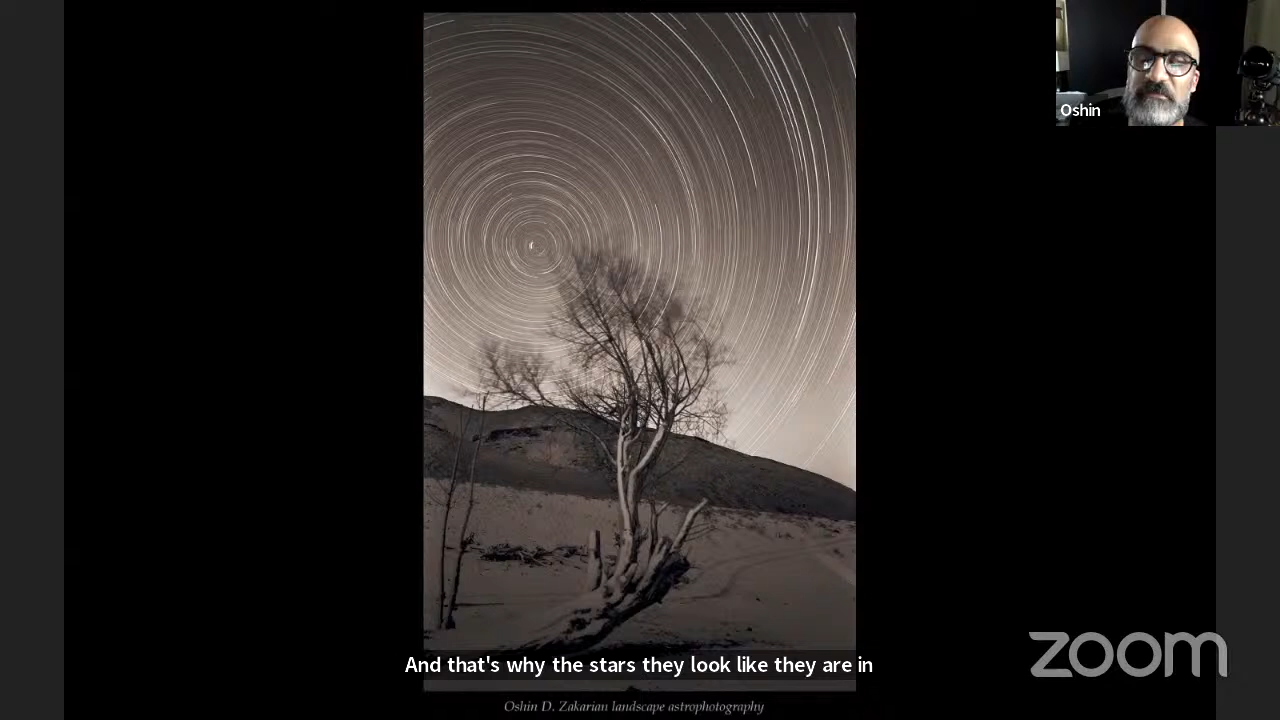 Oshin
And that's why the stars they look like they are in
zoom
Oshin D. Zakarian landscape astrophotography